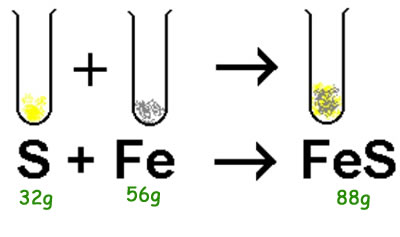 + →
S + Fe → FeS
32g 56g 88g